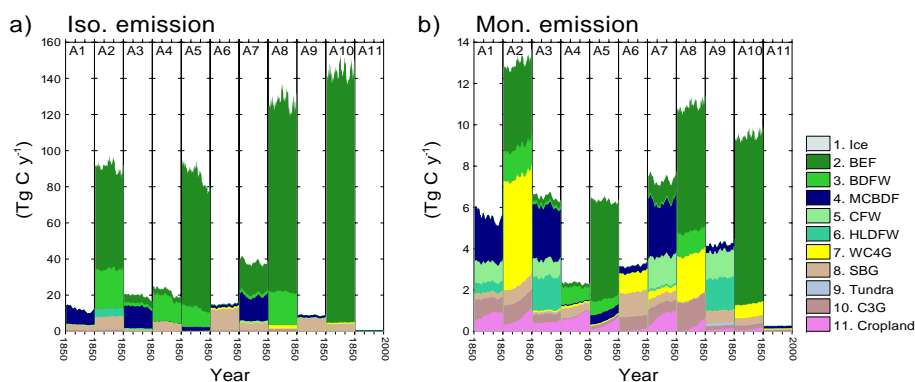 a) Iso. emission
b) Mon. emission
160
140
120
100
80
60
40
20
0
(Tg C y⁻¹)
A1 A2 A3 A4 A5 A6 A7 A8 A9 A10 A11
1850 1850 1850 1850 1850 1850 1850 1850 1850 1850 1850 2000
Year
14
12
10
8
6
4
2
0
(Tg C y⁻¹)
A1 A2 A3 A4 A5 A6 A7 A8 A9 A10 A11
1850 1850 1850 1850 1850 1850 1850 1850 1850 1850 1850 2000
Year
1. Ice
2. BEF
3. BDFW
4. MCBDF
5. CFW
6. HLDFW
7. WC4G
8. SBG
9. Tundra
10. C3G
11. Cropland